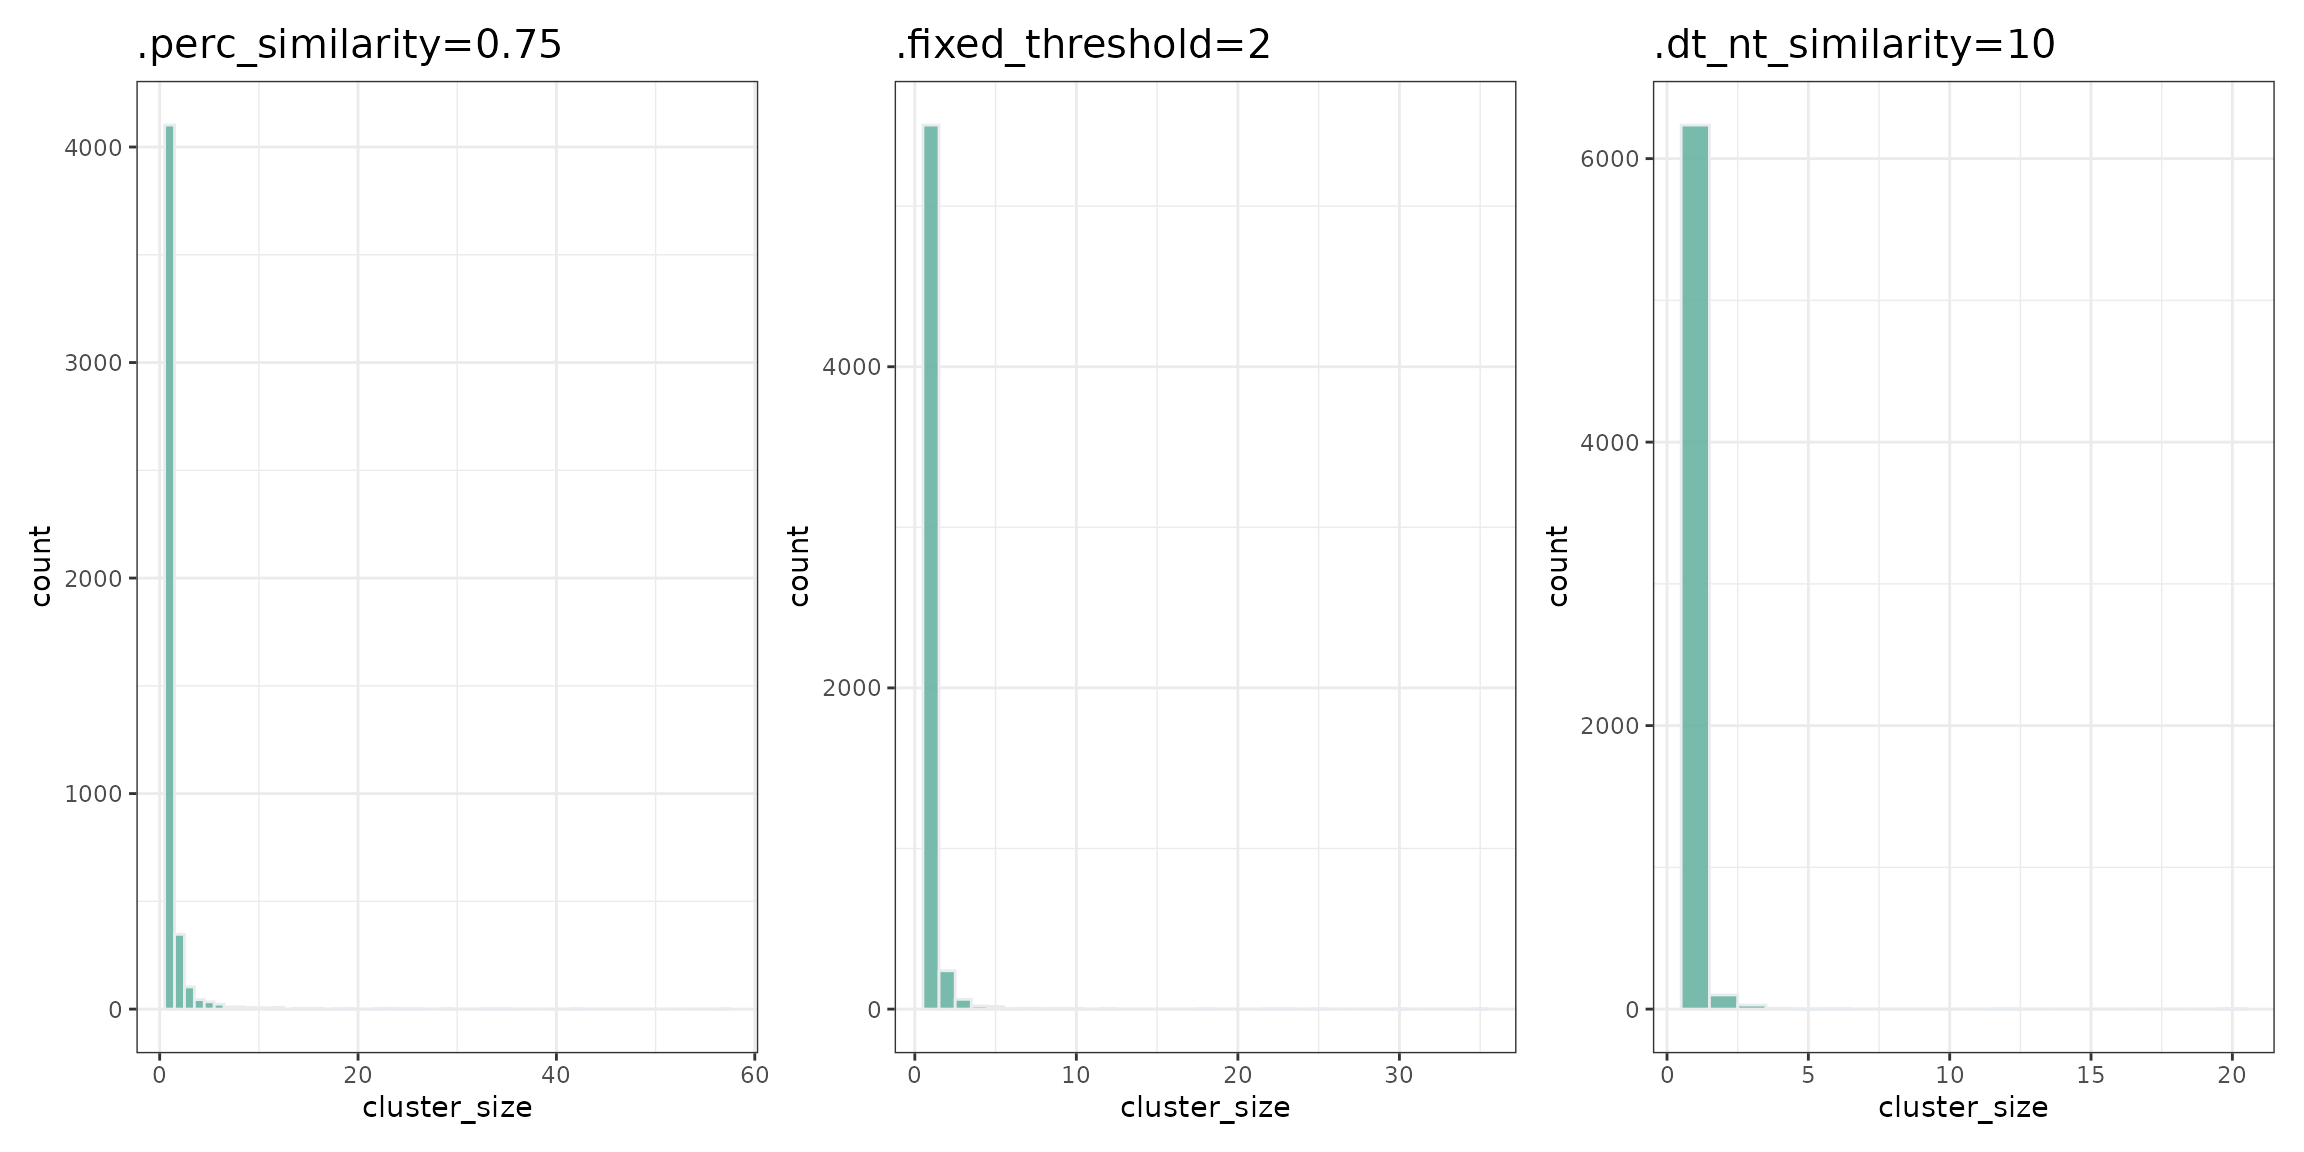 .perc_similarity=0.75
4000
3000
2000
1000
0
count
0 20 40 60
cluster_size
.fixed_threshold=2
4000
2000
0
count
0 10 20 30
cluster_size
.dt_nt_similarity=10
6000
4000
2000
0
count
0 5 10 15 20
cluster_size